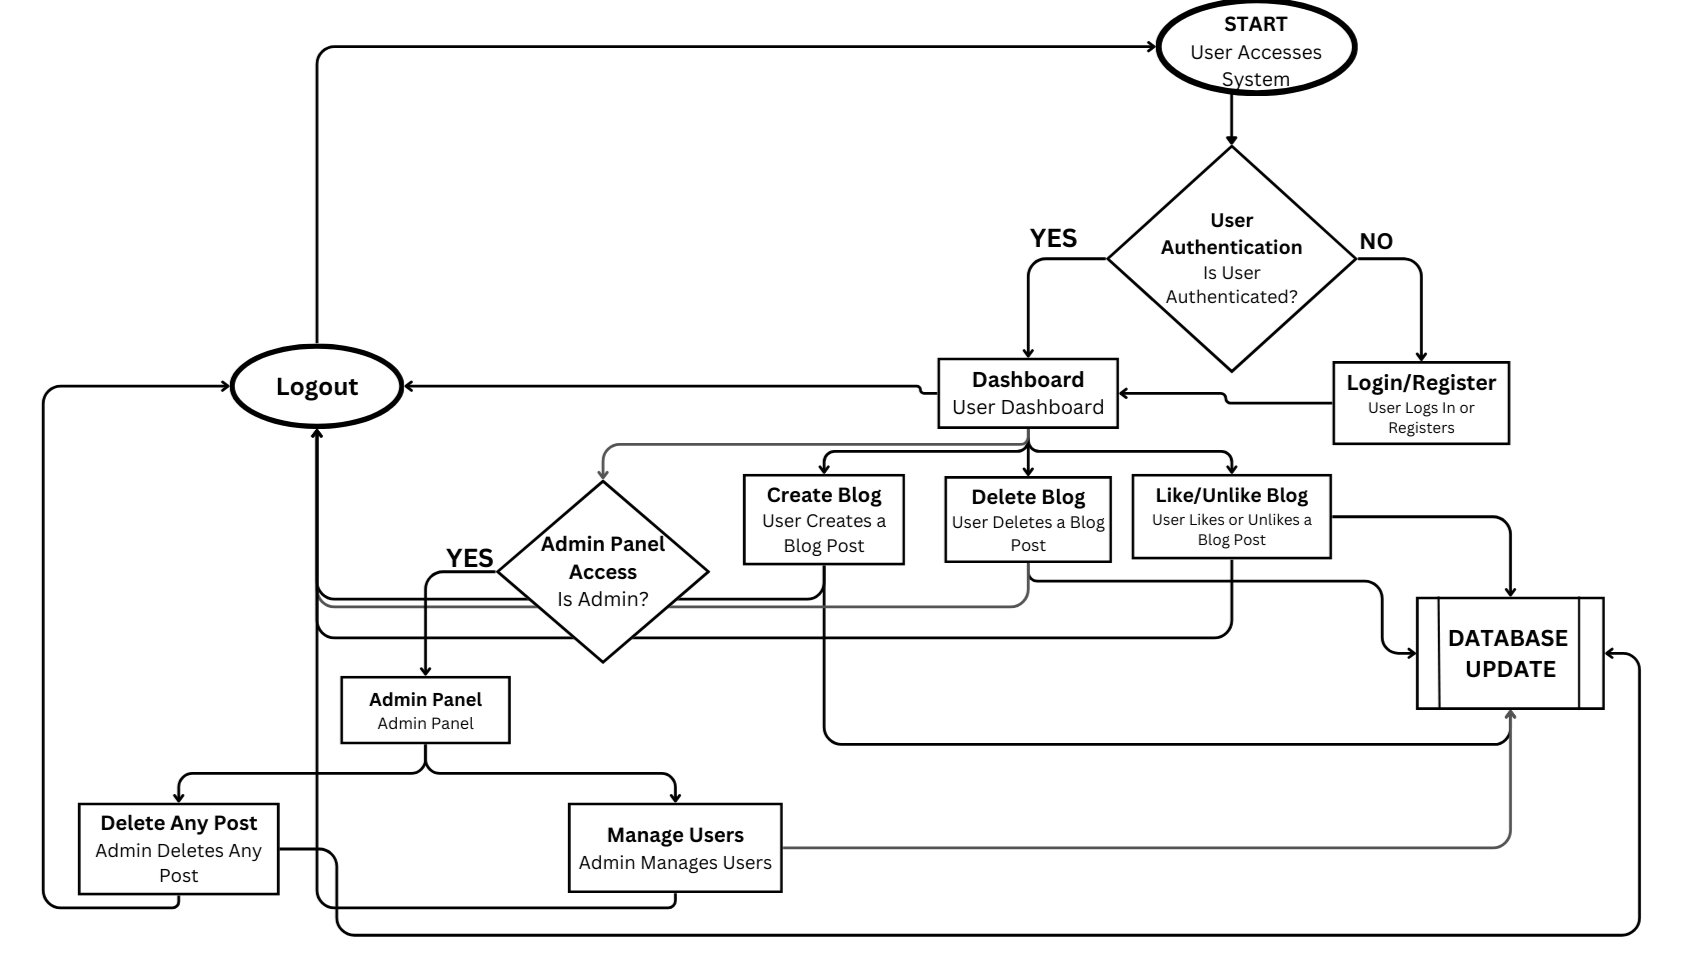 START
User Accesses
System
User
Authentication
Is User
Authenticated?
YES
NO
Logout
Dashboard
User Dashboard
Login/Register
User Logs In or
Registers
Create Blog
User Creates a
Blog Post
Delete Blog
User Deletes a Blog
Post
Like/Unlike Blog
User Likes or Unlikes a
Blog Post
YES
Admin Panel
Access
Is Admin?
DATABASE
UPDATE
Admin Panel
Admin Panel
Delete Any Post
Admin Deletes Any
Post
Manage Users
Admin Manages Users